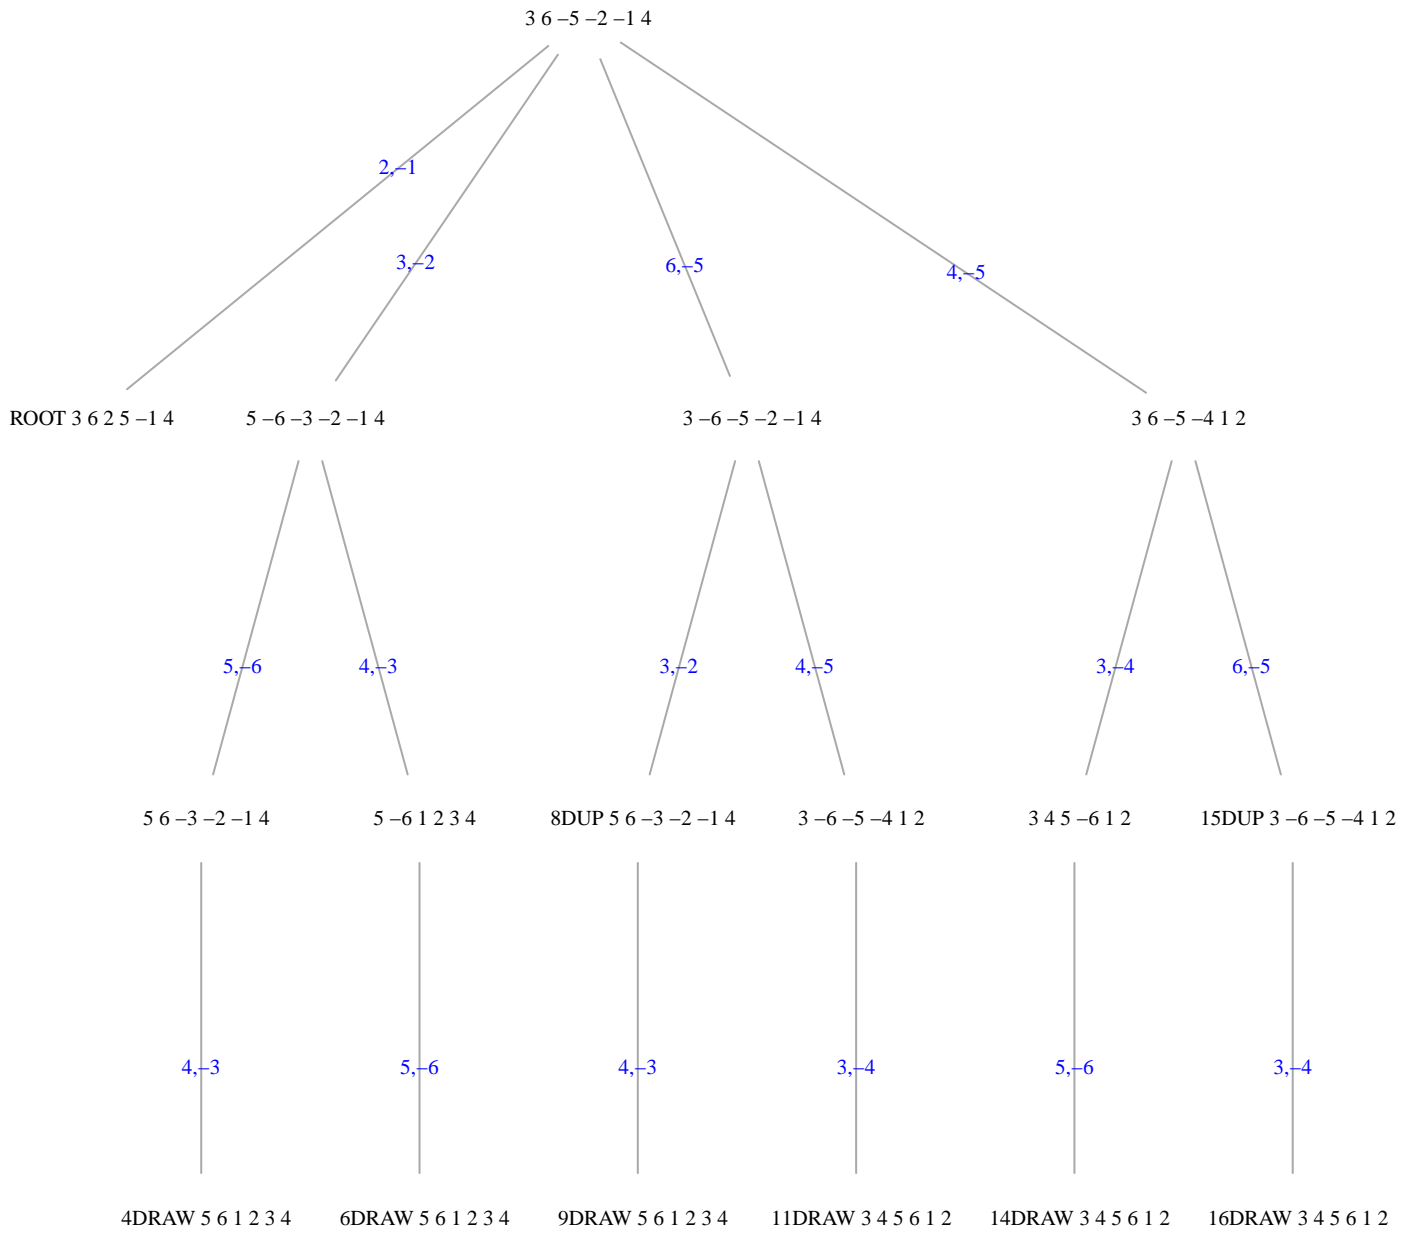 3 6 –5 –2 –1 4
2,–1
3,–2
6,–5
4,–5
ROOT 3 6 2 5 –1 4
5 –6 –3 –2 –1 4
3 –6 –5 –2 –1 4
3 6 –5 –4 1 2
5,–6
4,–3
3,–2
4,–5
3,–4
6,–5
5 6 –3 –2 –1 4
5 –6 1 2 3 4
8DUP 5 6 –3 –2 –1 4
3 –6 –5 –4 1 2
3 4 5 –6 1 2
15DUP 3 –6 –5 –4 1 2
4,–3
5,–6
4,–3
3,–4
5,–6
3,–4
4DRAW 5 6 1 2 3 4
6DRAW 5 6 1 2 3 4
9DRAW 5 6 1 2 3 4
11DRAW 3 4 5 6 1 2
14DRAW 3 4 5 6 1 2
16DRAW 3 4 5 6 1 2